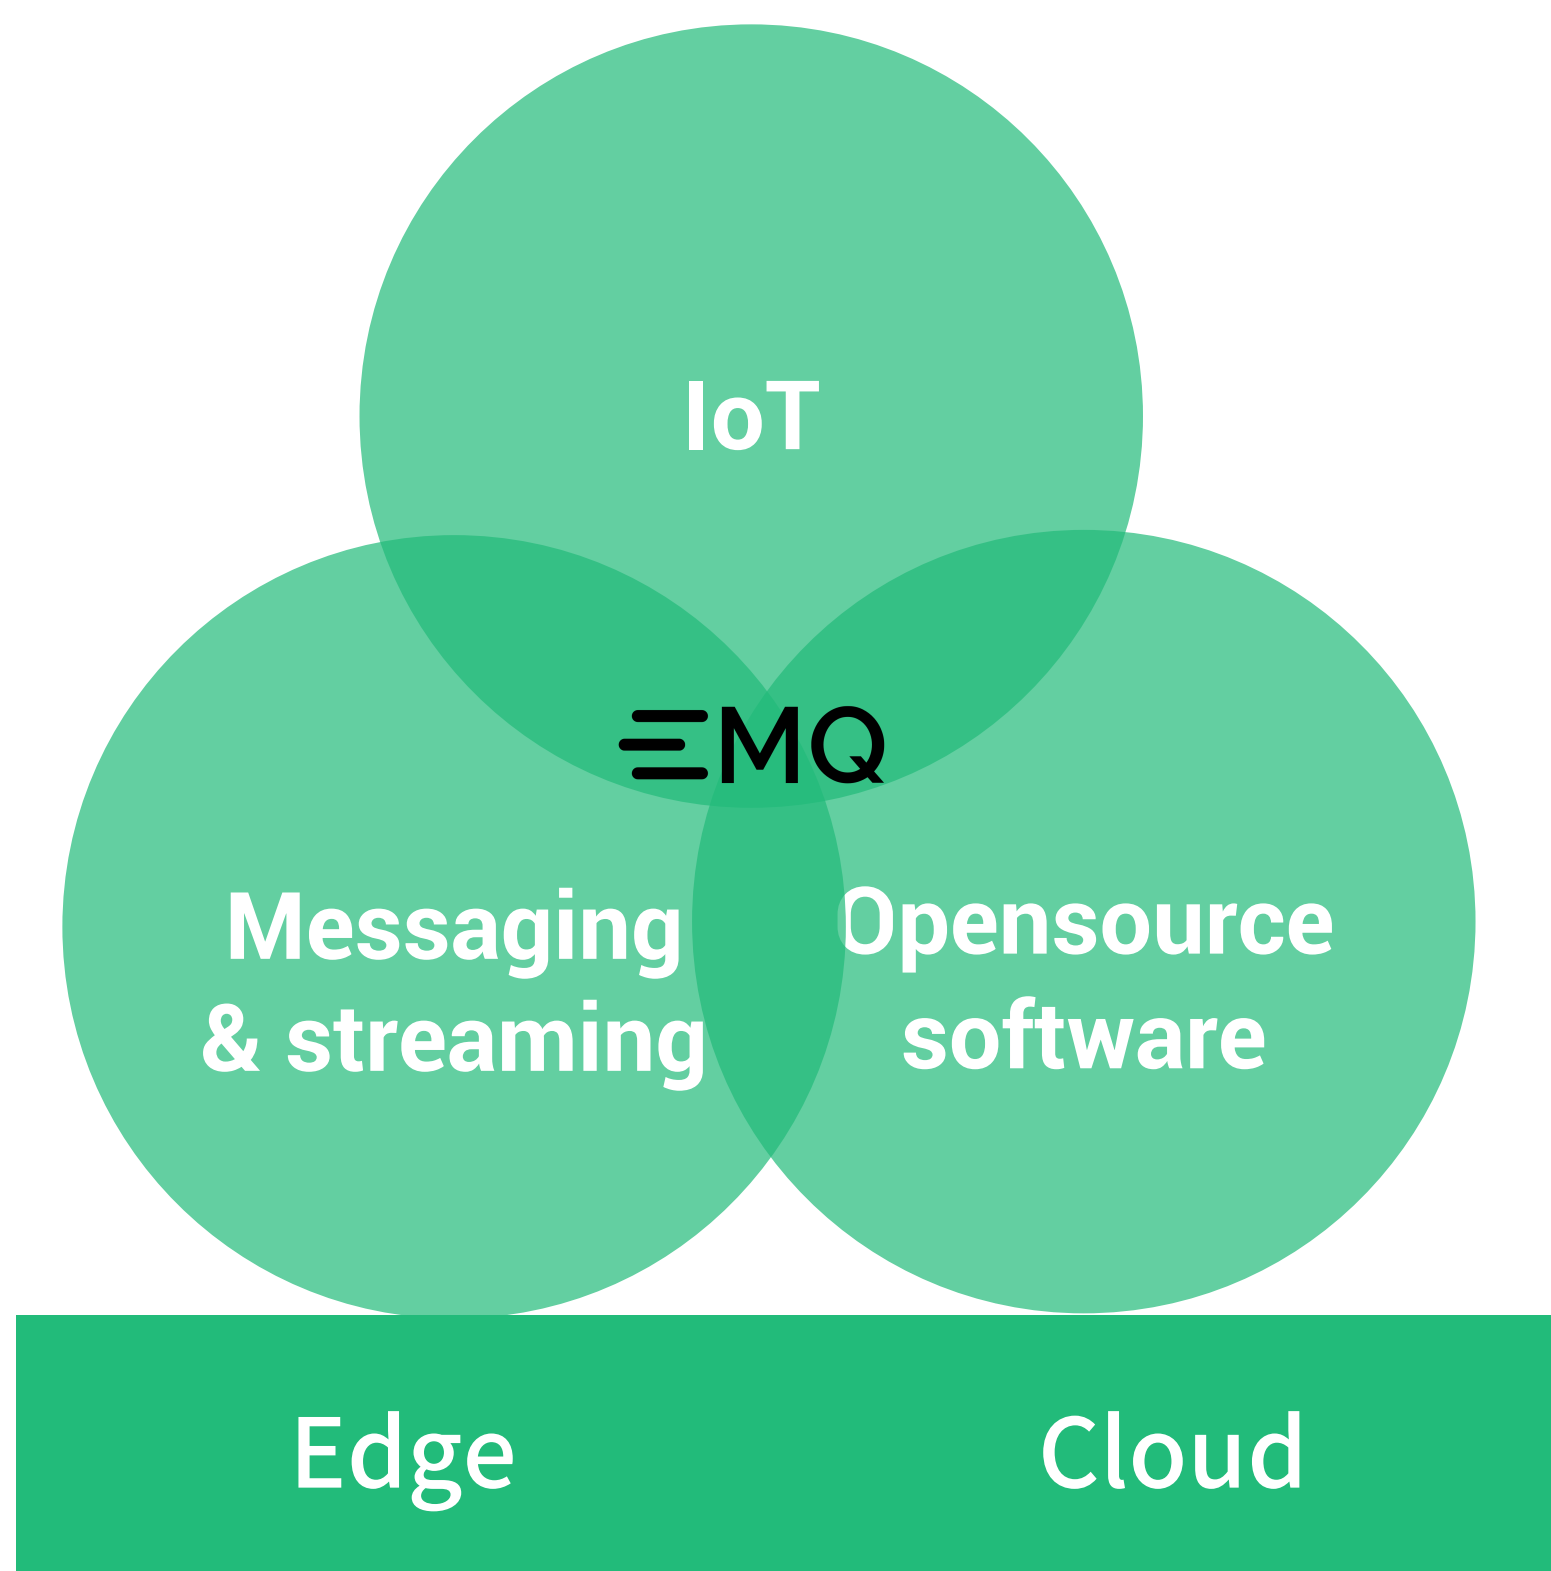 IoT
EMQ
Messaging
& streaming
Opensource
software
Edge
Cloud